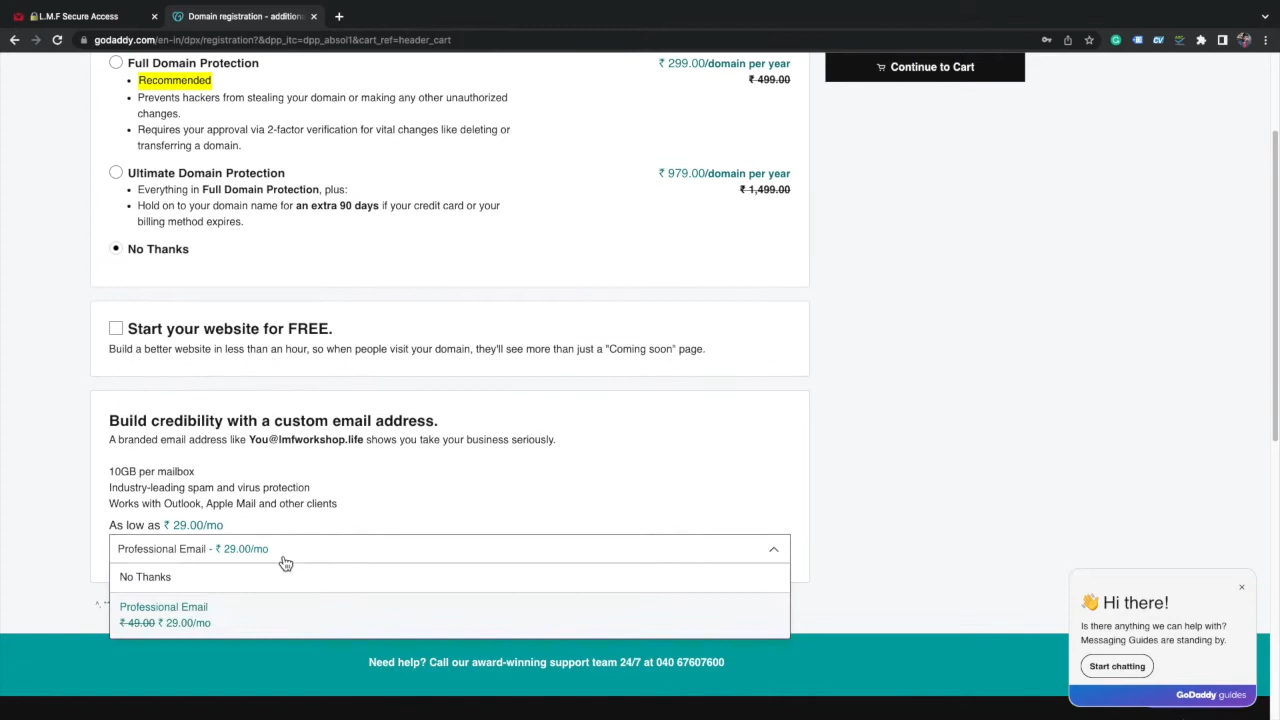 L.M.F Secure Access
Domain registration - addition
godaddy.com/en-in/dpx/registration?&dpp_itc=dpp_absol1&cart_ref=header_cart
Full Domain Protection
₹ 299.00/domain per year
Recommended
₹ 499.00
Prevents hackers from stealing your domain or making any other unauthorized
changes.
Requires your approval via 2-factor verification for vital changes like deleting or
transferring a domain.
Continue to Cart
Ultimate Domain Protection
₹ 979.00/domain per year
Everything in Full Domain Protection, plus:
₹ 1,499.00
Hold on to your domain name for an extra 90 days if your credit card or your
billing method expires.
No Thanks
Start your website for FREE.
Build a better website in less than an hour, so when people visit your domain, they'll see more than just a "Coming soon" page.
Build credibility with a custom email address.
A branded email address like You@lmfworkshop.life shows you take your business seriously.
10GB per mailbox
Industry-leading spam and virus protection
Works with Outlook, Apple Mail and other clients
As low as ₹ 29.00/mo
Professional Email - ₹ 29.00/mo
No Thanks
Professional Email
₹ 49.00 ₹ 29.00/mo
Need help? Call our award-winning support team 24/7 at 040 67607600
Hi there!
Is there anything we can help with?
Messaging Guides are standing by.
Start chatting
GoDaddy guides